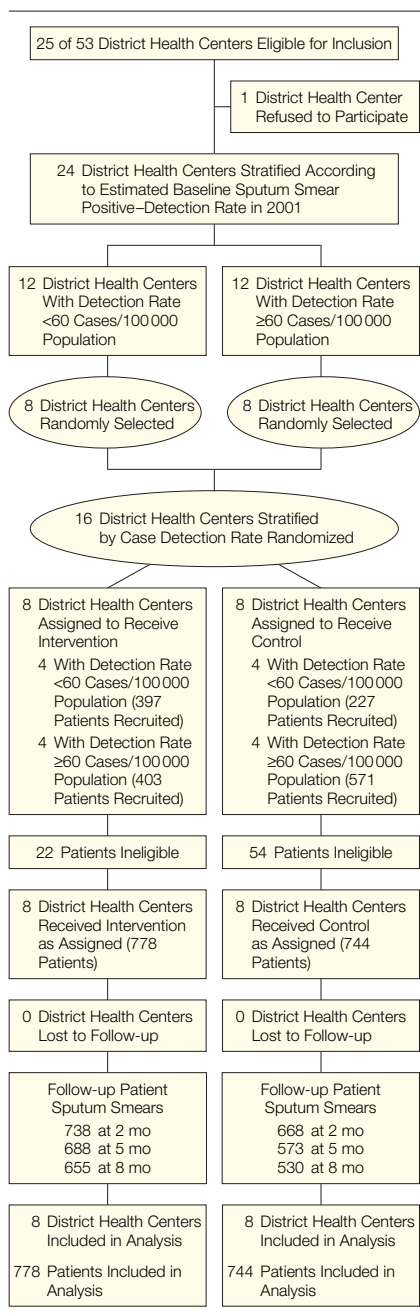 25 of 53 District Health Centers Eligible for Inclusion
1 District Health Center
Refused to Participate
24 District Health Centers Stratified According
to Estimated Baseline Sputum Smear
Positive–Detection Rate in 2001
12 District Health Centers
With Detection Rate
<60 Cases/100 000
Population
12 District Health Centers
With Detection Rate
≥60 Cases/100 000
Population
8 District Health Centers
Randomly Selected
8 District Health Centers
Randomly Selected
16 District Health Centers Stratified
by Case Detection Rate Randomized
8 District Health Centers
Assigned to Receive
Intervention
4 With Detection Rate
<60 Cases/100 000
Population (397
Patients Recruited)
4 With Detection Rate
≥60 Cases/100 000
Population (403
Patients Recruited)
8 District Health Centers
Assigned to Receive
Control
4 With Detection Rate
<60 Cases/100 000
Population (227
Patients Recruited)
4 With Detection Rate
≥60 Cases/100 000
Population (571
Patients Recruited)
22 Patients Ineligible
54 Patients Ineligible
8 District Health Centers
Received Intervention
as Assigned (778
Patients)
8 District Health Centers
Received Control
as Assigned (744
Patients)
0 District Health Centers
Lost to Follow-up
0 District Health Centers
Lost to Follow-up
Follow-up Patient
Sputum Smears
738 at 2 mo
688 at 5 mo
655 at 8 mo
Follow-up Patient
Sputum Smears
668 at 2 mo
573 at 5 mo
530 at 8 mo
8 District Health Centers
Included in Analysis
778 Patients Included in
Analysis
8 District Health Centers
Included in Analysis
744 Patients Included in
Analysis